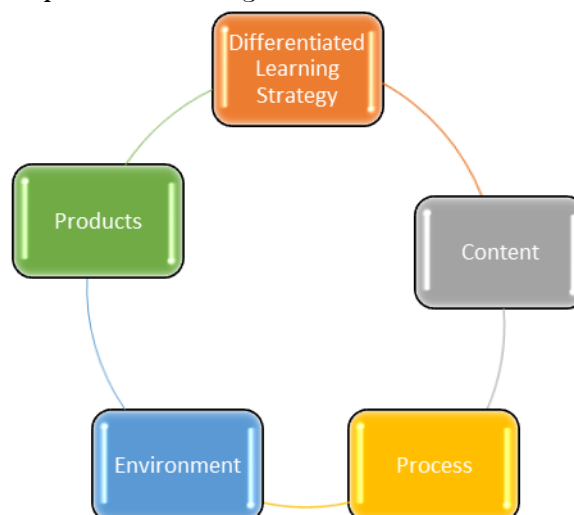 Differentiated
Learning
Strategy
Products
Content
Environment
Process